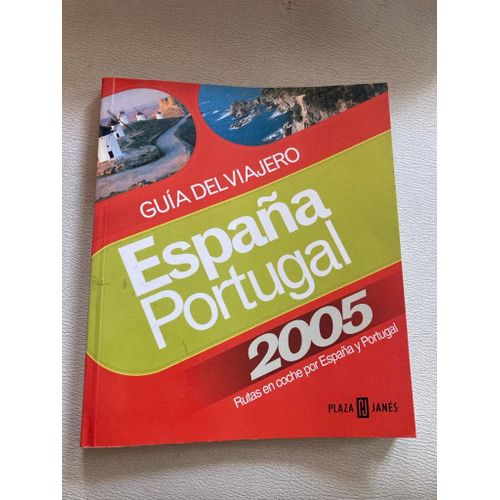 GUÍA DEL VIAJERO
España
Portugal
2005
Rutas en coche por España y Portugal
PLAZA JANÉS